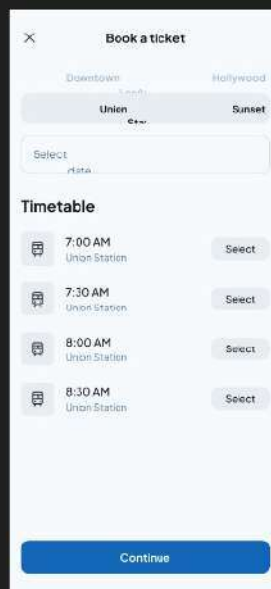 Book a ticket
Downtown Hollywood
Union Sunset
Select
date
Timetable
7:00 AM Select
Union Station
7:30 AM Select
Union Station
8:00 AM Select
Union Station
8:30 AM Select
Union Station
Continue